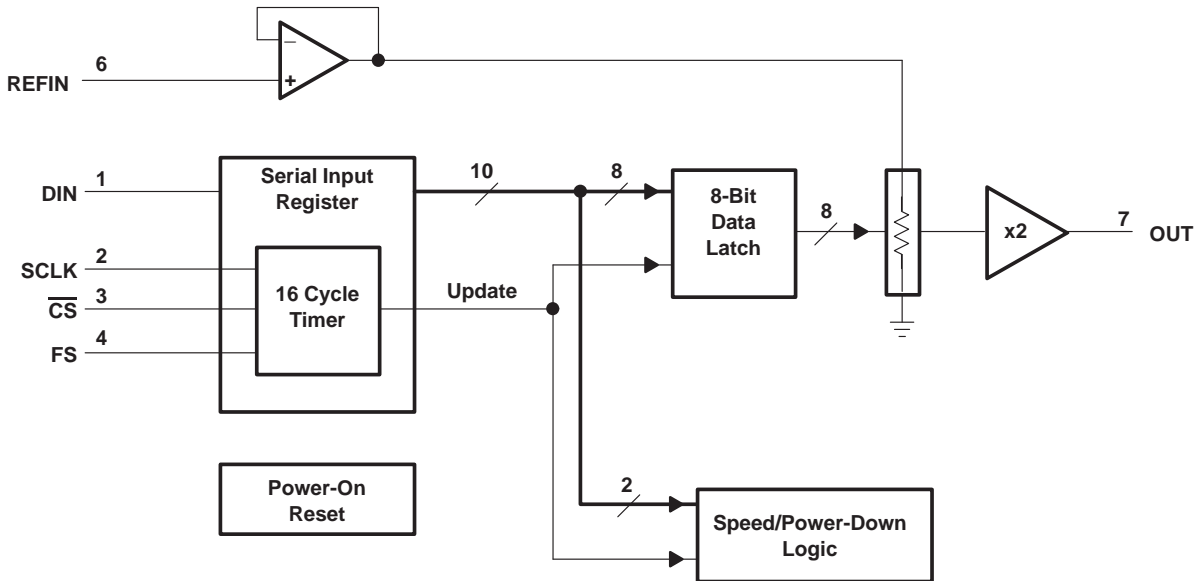 6
REFIN
−
+
1
DIN
Serial Input
Register
10
8
8-Bit
Data
Latch
8
x2
7
OUT
2
SCLK
3
CS
4
FS
16 Cycle
Timer
Update
Power-On
Reset
2
Speed/Power-Down
Logic